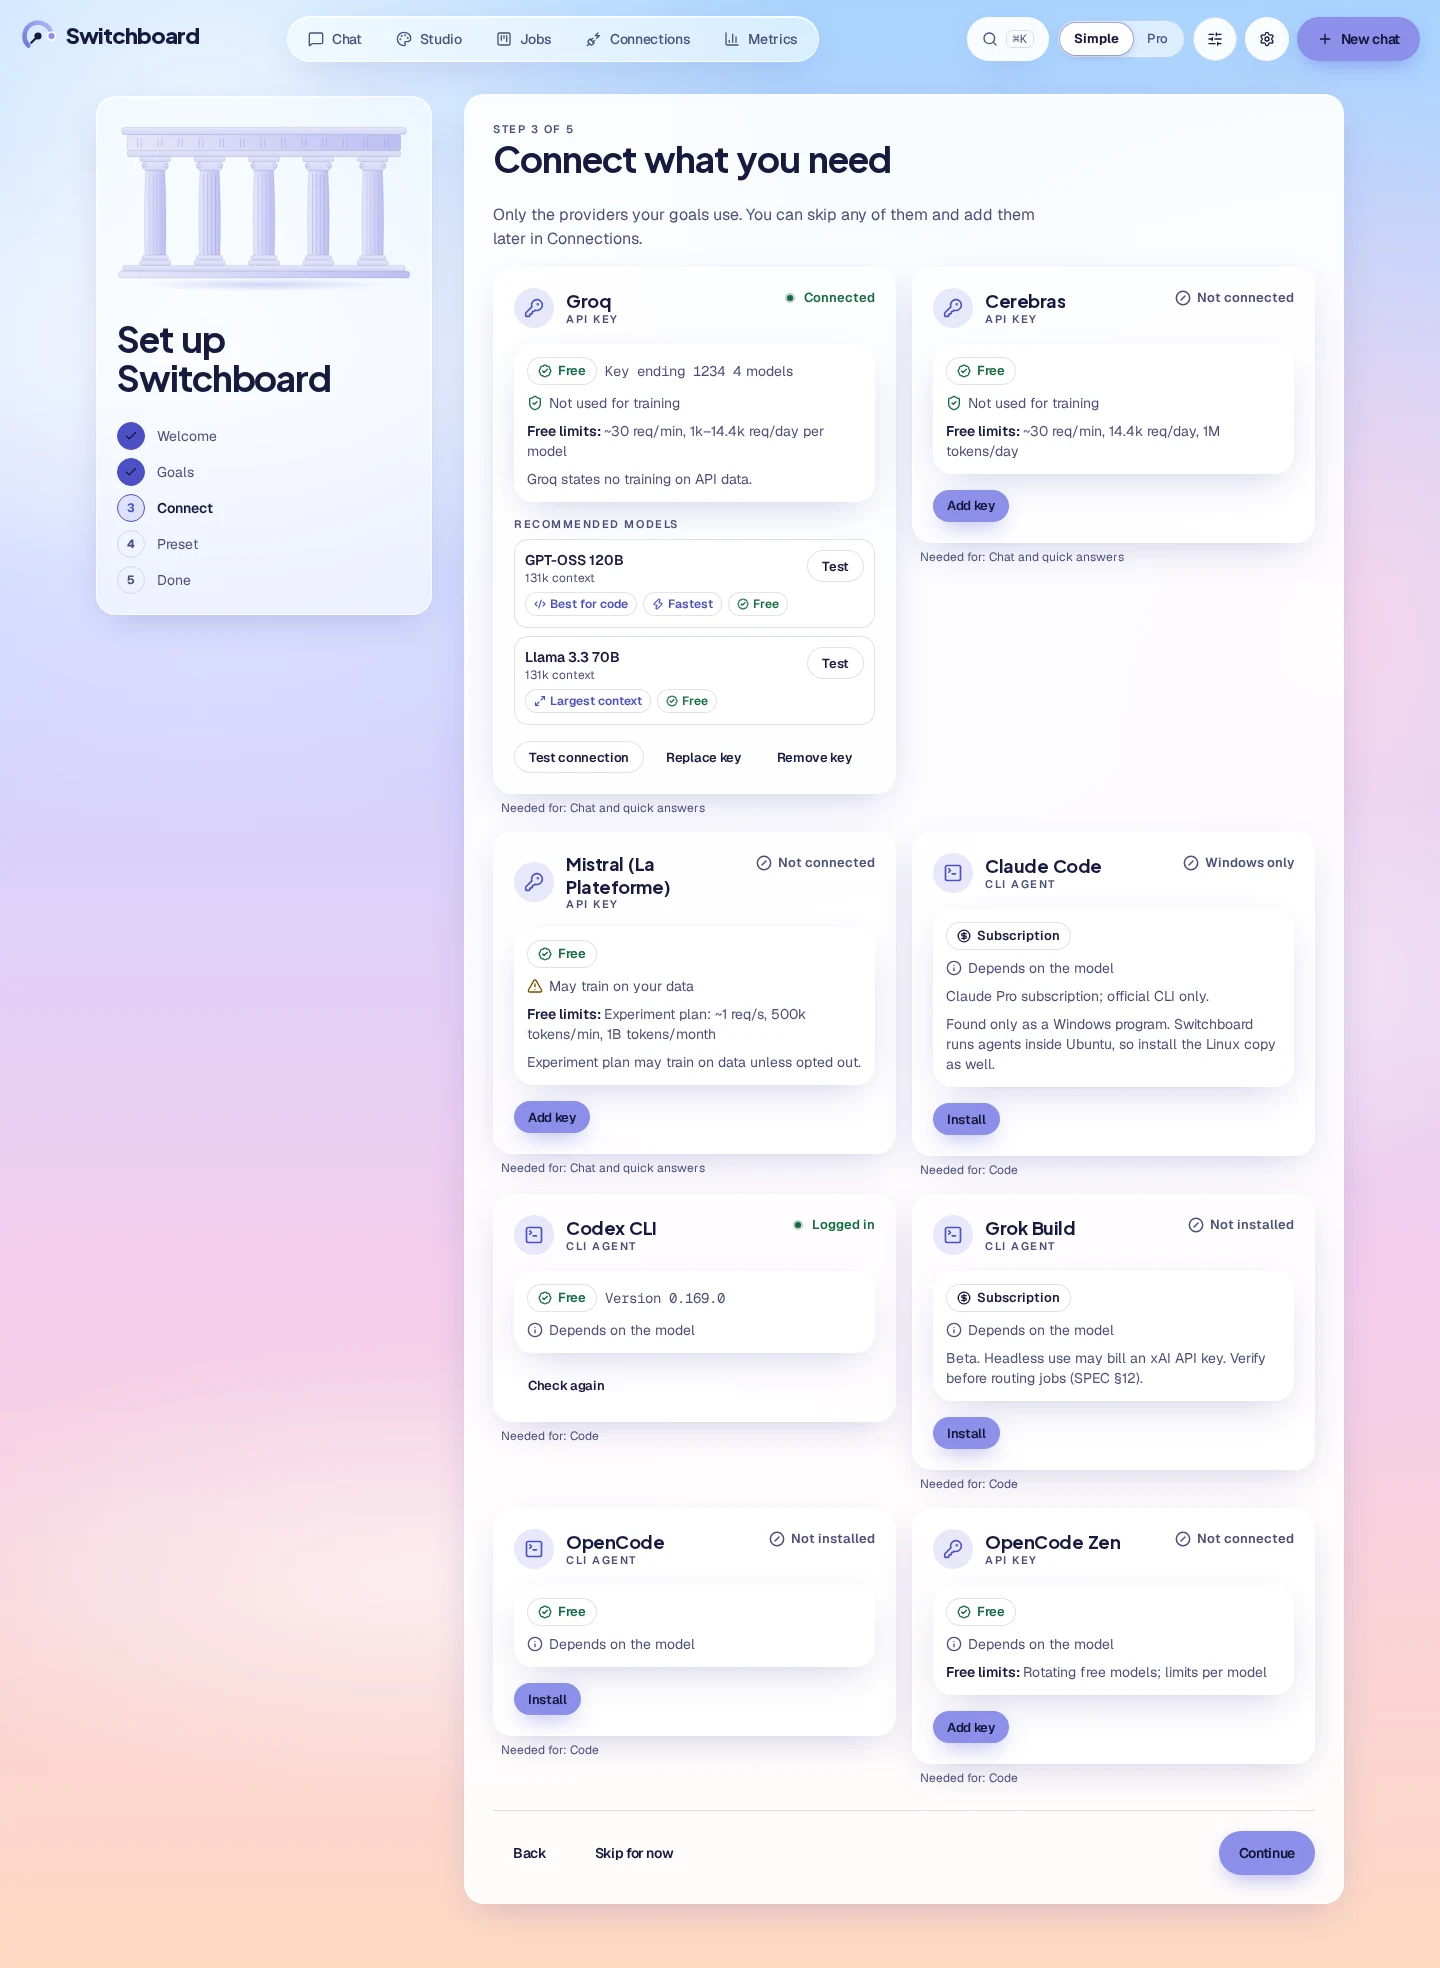 Switchboard
Chat
Studio
Jobs
Connections
Metrics
⌘K
Simple
Pro
New chat
Set up
Switchboard
Welcome
Goals
3
Connect
4
Preset
5
Done
STEP 3 OF 5
Connect what you need
Only the providers your goals use. You can skip any of them and add them
later in Connections.
Groq
API KEY
Connected
Free
Key ending 1234 4 models
Not used for training
Free limits: ~30 req/min, 1k–14.4k req/day per
model
Groq states no training on API data.
RECOMMENDED MODELS
GPT-OSS 120B
131k context
Test
Best for code
Fastest
Free
Llama 3.3 70B
131k context
Test
Largest context
Free
Test connection
Replace key
Remove key
Needed for: Chat and quick answers
Cerebras
API KEY
Not connected
Free
Not used for training
Free limits: ~30 req/min, 14.4k req/day, 1M
tokens/day
Add key
Needed for: Chat and quick answers
Mistral (La
Plateforme)
API KEY
Not connected
Free
May train on your data
Free limits: Experiment plan: ~1 req/s, 500k
tokens/min, 1B tokens/month
Experiment plan may train on data unless opted out.
Add key
Needed for: Chat and quick answers
Claude Code
CLI AGENT
Windows only
Subscription
Depends on the model
Claude Pro subscription; official CLI only.
Found only as a Windows program. Switchboard
runs agents inside Ubuntu, so install the Linux copy
as well.
Install
Needed for: Code
Codex CLI
CLI AGENT
Logged in
Free
Version 0.169.0
Depends on the model
Check again
Needed for: Code
Grok Build
CLI AGENT
Not installed
Subscription
Depends on the model
Beta. Headless use may bill an xAI API key. Verify
before routing jobs (SPEC §12).
Install
Needed for: Code
OpenCode
CLI AGENT
Not installed
Free
Depends on the model
Install
Needed for: Code
OpenCode Zen
API KEY
Not connected
Free
Depends on the model
Free limits: Rotating free models; limits per model
Add key
Needed for: Code
Back
Skip for now
Continue